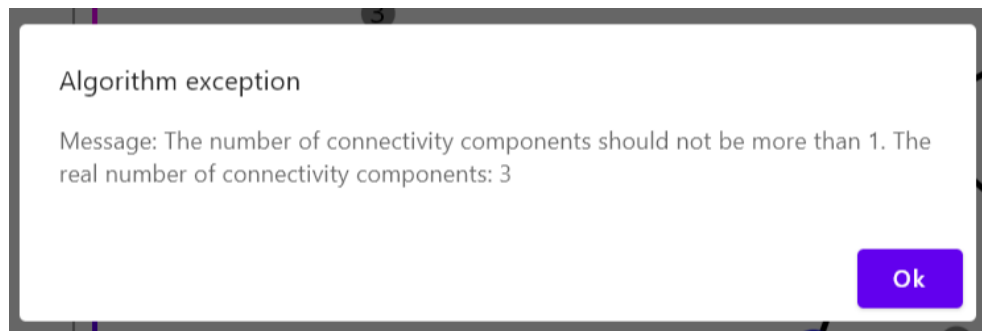 3
Algorithm exception
Message: The number of connectivity components should not be more than 1. The
real number of connectivity components: 3
Ok